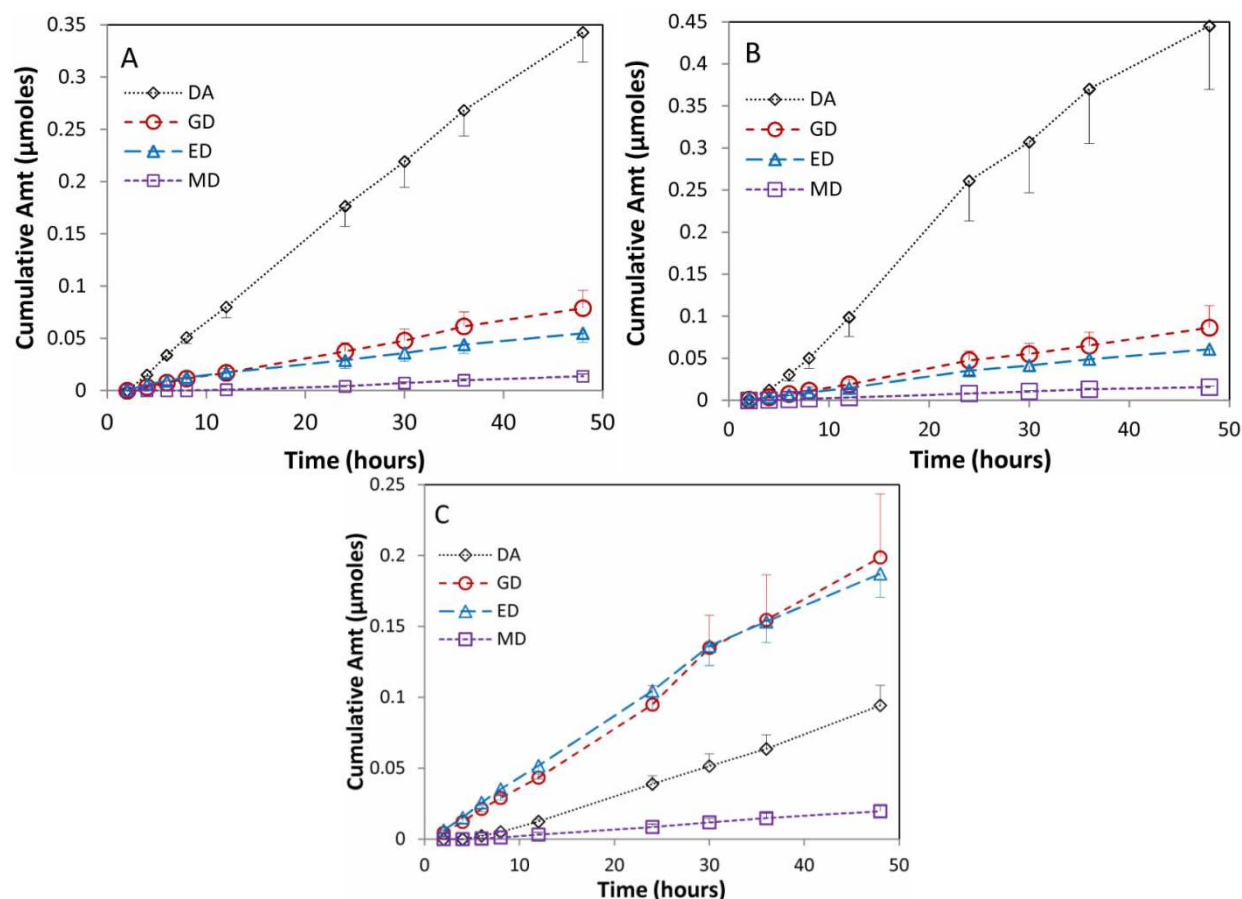 A
DA
GD
ED
MD
Cumulative Amt (μmoles)
0.35
0.3
0.25
0.2
0.15
0.1
0.05
0
0 10 20 30 40 50
Time (hours)
B
DA
GD
ED
MD
Cumulative Amt (μmoles)
0.45
0.4
0.35
0.3
0.25
0.2
0.15
0.1
0.05
0
0 10 20 30 40 50
Time (hours)
C
DA
GD
ED
MD
Cumulative Amt (μmoles)
0.25
0.2
0.15
0.1
0.05
0
0 10 20 30 40 50
Time (hours)